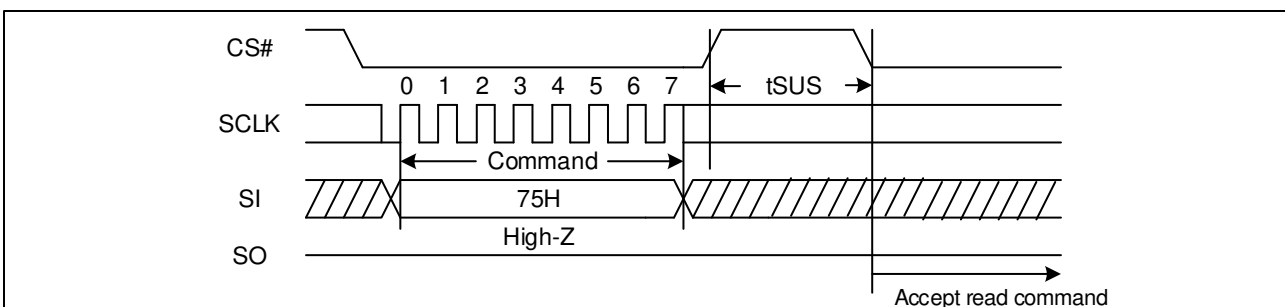 CS#
0 1 2 3 4 5 6 7
tSUS
SCLK
Command
SI
75H
High-Z
SO
Accept read command